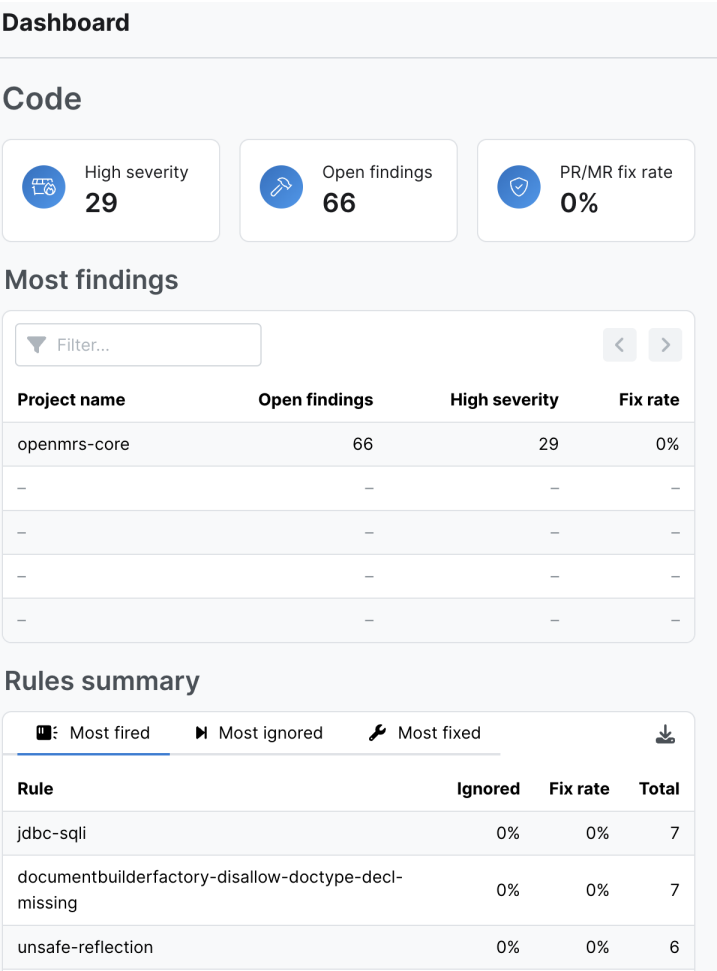 Dashboard
Code
High severity
29
Open findings
66
PR/MR fix rate
0%
Most findings
Filter...
Project name Open findings High severity Fix rate
openmrs-core 66 29 0%
– – – –
– – – –
– – – –
– – – –
Rules summary
Most fired Most ignored Most fixed
Rule Ignored Fix rate Total
jdbc-sqli 0% 0% 7
documentbuilderfactory-disallow-doctype-decl-
missing 0% 0% 7
unsafe-reflection 0% 0% 6